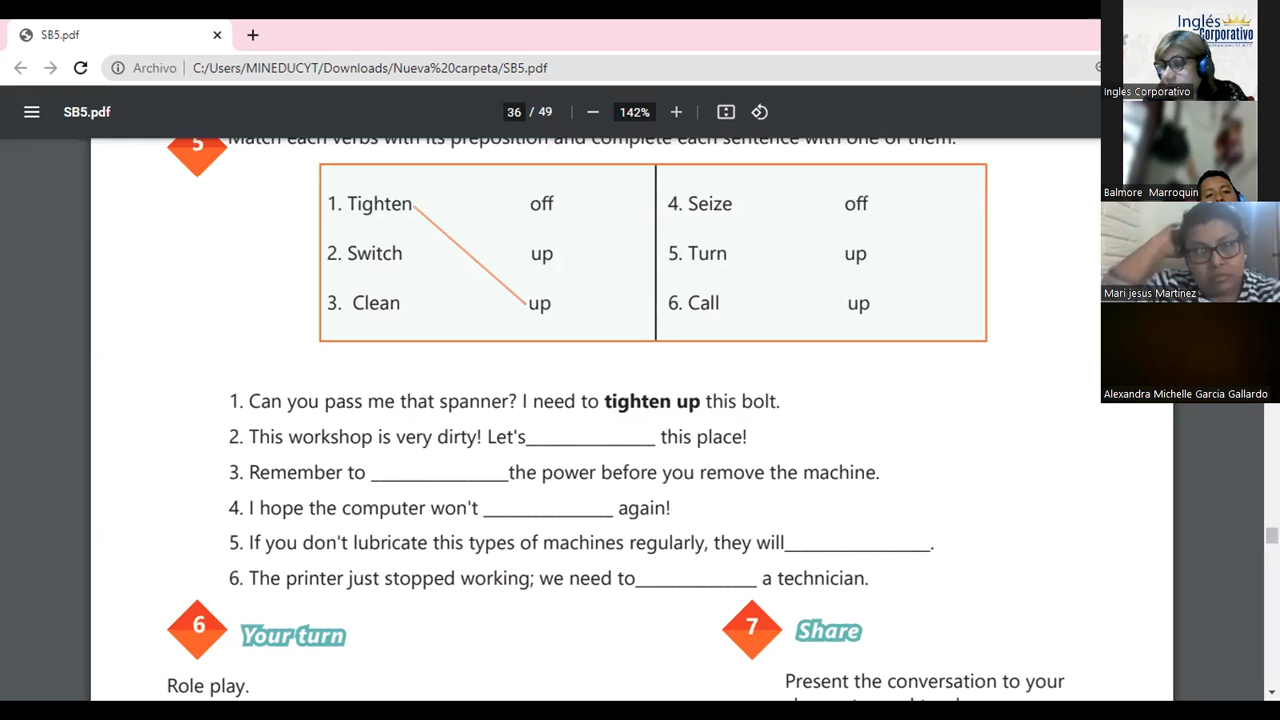 SB5.pdf
Archivo C:/Users/MINEDUCYT/Downloads/Nueva%20carpeta/SB5.pdf
SB5.pdf 36 / 49 142%
5 Match each verbs with its preposition and complete each sentence with one of them.
1. Tighten off 4. Seize off
2. Switch up 5. Turn up
3. Clean up 6. Call up
1. Can you pass me that spanner? I need to tighten up this bolt.
2. This workshop is very dirty! Let's______________ this place!
3. Remember to _______________the power before you remove the machine.
4. I hope the computer won't ______________ again!
5. If you don't lubricate this types of machines regularly, they will________________.
6. The printer just stopped working; we need to_____________ a technician.
6 Your turn
7 Share
Role play.
Present the conversation to your
Inglés
Corporativo
Ingles Corporativo
Balmore Marroquin
Mari jesus Martinez
Alexandra Michelle Garcia Gallardo